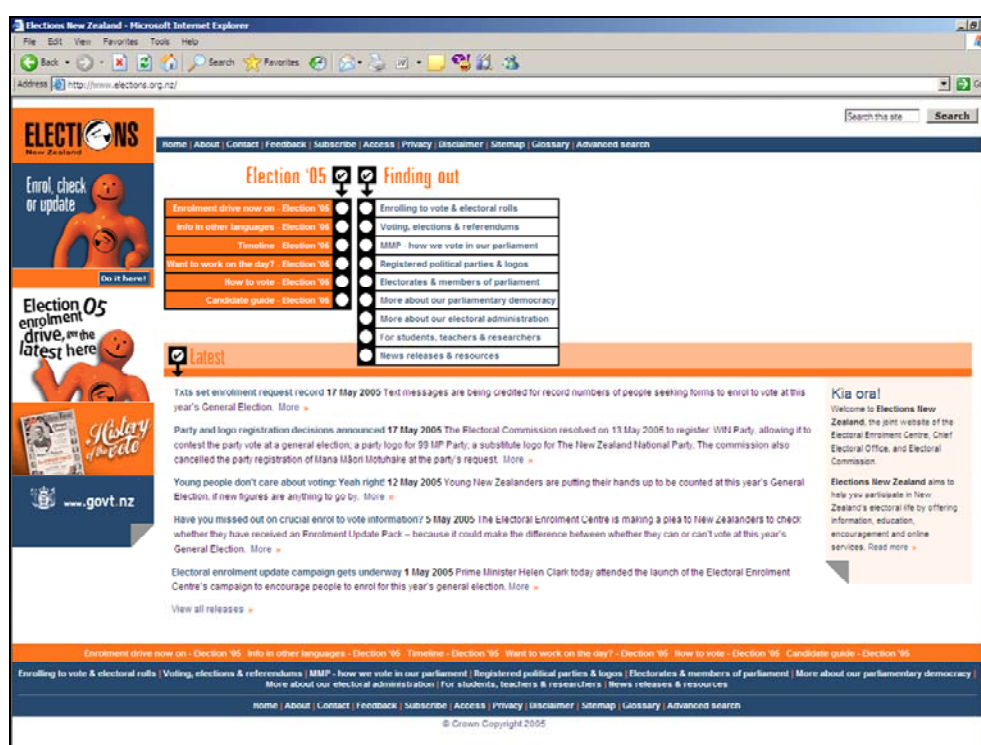 Elections New Zealand - Microsoft Internet Explorer
File Edit View Favorites Tools Help
Back Search Favorites
Address http://www.elections.org.nz/
Search this site Search
ELECTIONS
New Zealand
Home | About | Contact | Feedback | Subscribe | Access | Privacy | Disclaimer | Sitemap | Glossary | Advanced search
Enrol, check
or update
Do it here!
Election '05 Finding out
Enrolment drive now on - Election '05 Enrolling to vote & electoral rolls
Info in other languages - Election '05 Voting, elections & referendums
Timeline - Election '05 MMP - how we vote in our parliament
Want to work on the day? - Election '05 Registered political parties & logos
How to vote - Election '05 Electorates & members of parliament
Candidate guide - Election '05 More about our parliamentary democracy
More about our electoral administration
For students, teachers & researchers
News releases & resources
Election 05
enrolment
drive, get the
latest here
History
of the vote
www.govt.nz
Latest
Txts set enrolment request record 17 May 2005 Text messages are being credited for record numbers of people seeking forms to enrol to vote at this
year's General Election. More »
Party and logo registration decisions announced 17 May 2005 The Electoral Commission resolved on 13 May 2005 to register: WIN Party, allowing it to
contest the party vote at a general election; a party logo for 99 MP Party; a substitute logo for The New Zealand National Party. The commission also
cancelled the party registration of Mana Māori Motuhake at the party's request. More »
Young people don't care about voting: Yeah right! 12 May 2005 Young New Zealanders are putting their hands up to be counted at this year's General
Election, if new figures are anything to go by. More »
Have you missed out on crucial enrol to vote information? 5 May 2005 The Electoral Enrolment Centre is making a plea to New Zealanders to check
whether they have received an Enrolment Update Pack – because it could make the difference between whether they can or can't vote at this year's
General Election. More »
Electoral enrolment update campaign gets underway 1 May 2005 Prime Minister Helen Clark today attended the launch of the Electoral Enrolment
Centre's campaign to encourage people to enrol for this year's general election. More »
View all releases »
Kia ora!
Welcome to Elections New
Zealand, the joint website of the
Electoral Enrolment Centre, Chief
Electoral Office, and Electoral
Commission.
Elections New Zealand aims to
help you participate in New
Zealand's electoral life by offering
information, education,
encouragement and online
services. Read more »
Enrolment drive now on - Election '05 Info in other languages - Election '05 Timeline - Election '05 Want to work on the day? - Election '05 How to vote - Election '05 Candidate guide - Election '05
Enrolling to vote & electoral rolls | Voting, elections & referendums | MMP - how we vote in our parliament | Registered political parties & logos | Electorates & members of parliament | More about our parliamentary democracy |
More about our electoral administration | For students, teachers & researchers | News releases & resources
Home | About | Contact | Feedback | Subscribe | Access | Privacy | Disclaimer | Sitemap | Glossary | Advanced search
© Crown Copyright 2005